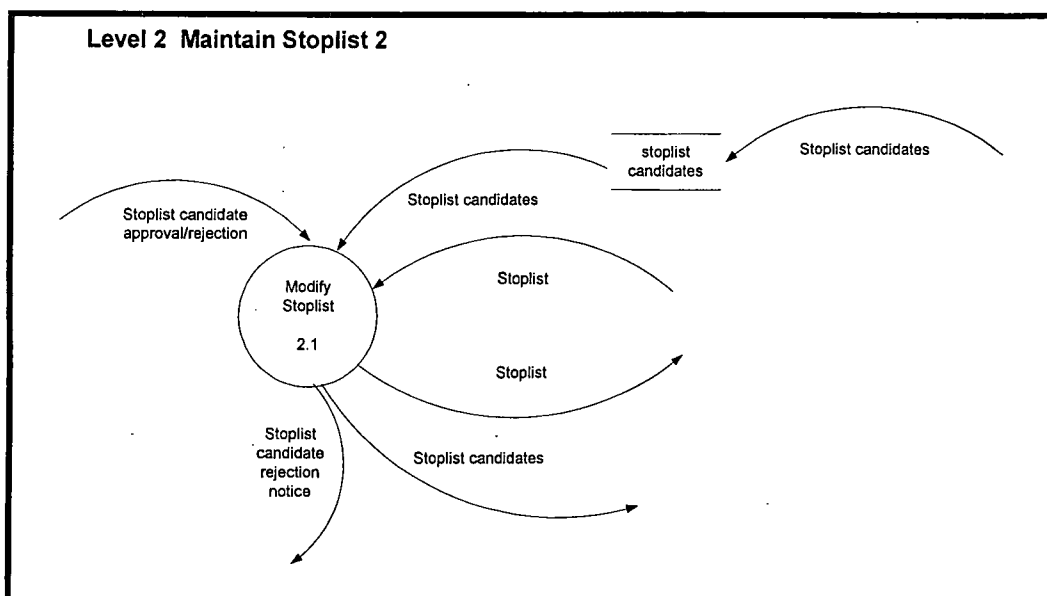 Level 2 Maintain Stoplist 2
stoplist
candidates
Stoplist candidates
Stoplist candidates
Stoplist candidate
approval/rejection
Modify
Stoplist
2.1
Stoplist
Stoplist
Stoplist
candidate
rejection
notice
Stoplist candidates